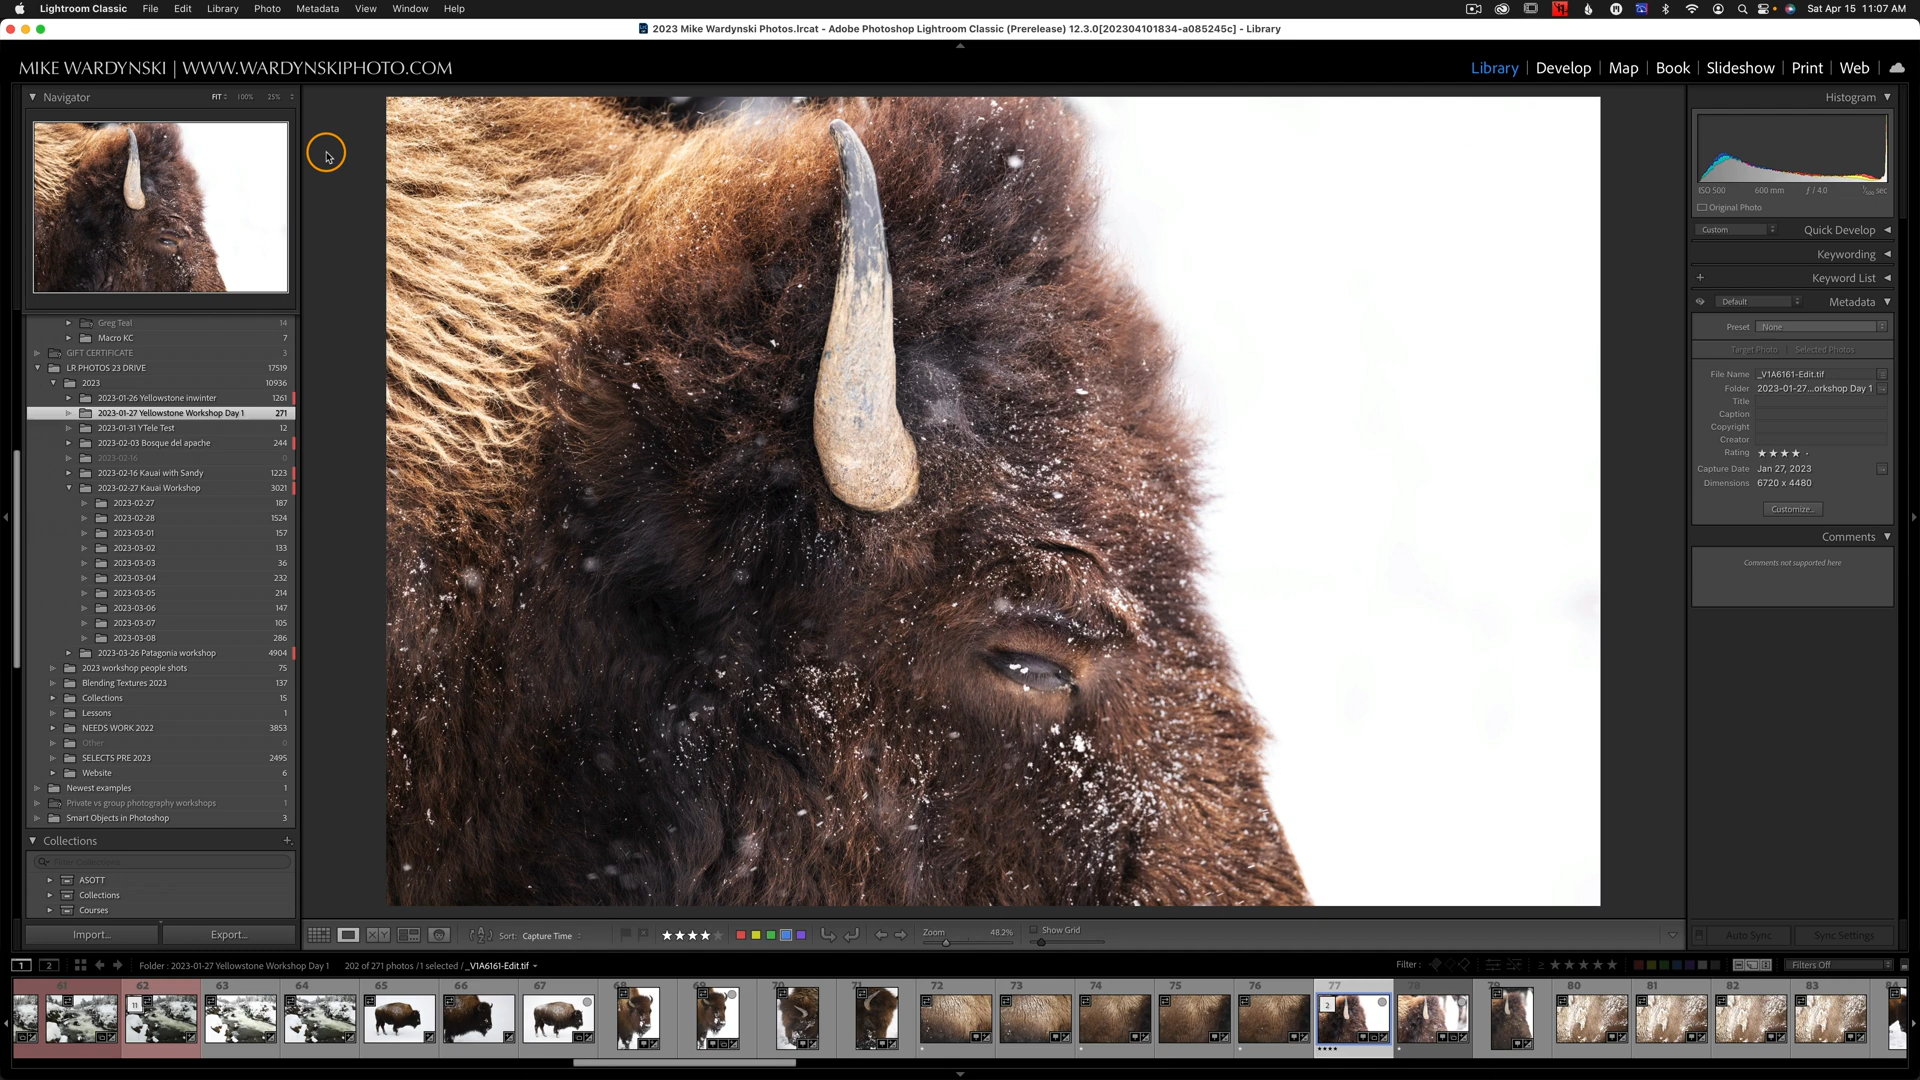 Lightroom Classic File Edit Library Photo Metadata View Window Help
Sat Apr 15 11:07 AM
2023 Mike Wardynski Photos.lrcat - Adobe Photoshop Lightroom Classic (Prerelease) 12.3.0[202304101834-a085245c] - Library
MIKE WARDYNSKI | WWW.WARDYNSKIPHOTO.COM
Library | Develop | Map | Book | Slideshow | Print | Web
Navigator FIT 100% 25%
Greg Teal 14
Macro KC 7
GIFT CERTIFICATE 3
LR PHOTOS 23 DRIVE 17519
2023 10936
2023-01-26 Yellowstone inwinter 1261
2023-01-27 Yellowstone Workshop Day 1 271
2023-01-31 YTele Test 12
2023-02-03 Bosque del apache 244
2023-02-16 0
2023-02-16 Kauai with Sandy 1223
2023-02-27 Kauai Workshop 3021
2023-02-27 187
2023-02-28 1524
2023-03-01 157
2023-03-02 133
2023-03-03 36
2023-03-04 232
2023-03-05 214
2023-03-06 147
2023-03-07 105
2023-03-08 286
2023-03-26 Patagonia workshop 4904
2023 workshop people shots 75
Blending Textures 2023 137
Collections 15
Lessons 1
NEEDS WORK 2022 3853
Other 0
SELECTS PRE 2023 2495
Website 6
Newest examples 1
Private vs group photography workshops 1
Smart Objects in Photoshop 3
Collections +
Filter Collections
ASOTT
Collections
Courses
Import... Export...
Histogram
ISO 500 600 mm ƒ / 4.0
Original Photo
Custom Quick Develop
Keywording
+ Keyword List
Default Metadata
Preset None
Target Photo Selected Photos
File Name _V1A6161-Edit.tif
Folder 2023-01-27...orkshop Day 1
Title
Caption
Copyright
Creator
Rating ★★★★ ·
Capture Date Jan 27, 2023
Dimensions 6720 x 4480
Customize...
Comments
Comments not supported here
Sort: Capture Time
Zoom 48.2% Show Grid
Auto Sync Sync Settings
1 2 Folder : 2023-01-27 Yellowstone Workshop Day 1 202 of 271 photos / 1 selected / _V1A6161-Edit.tif
Filter : Filters Off
61 62 63 64 65 66 67 68 69 70 71 72 73 74 75 76 77 78 79 80 81 82 83 84
11 2